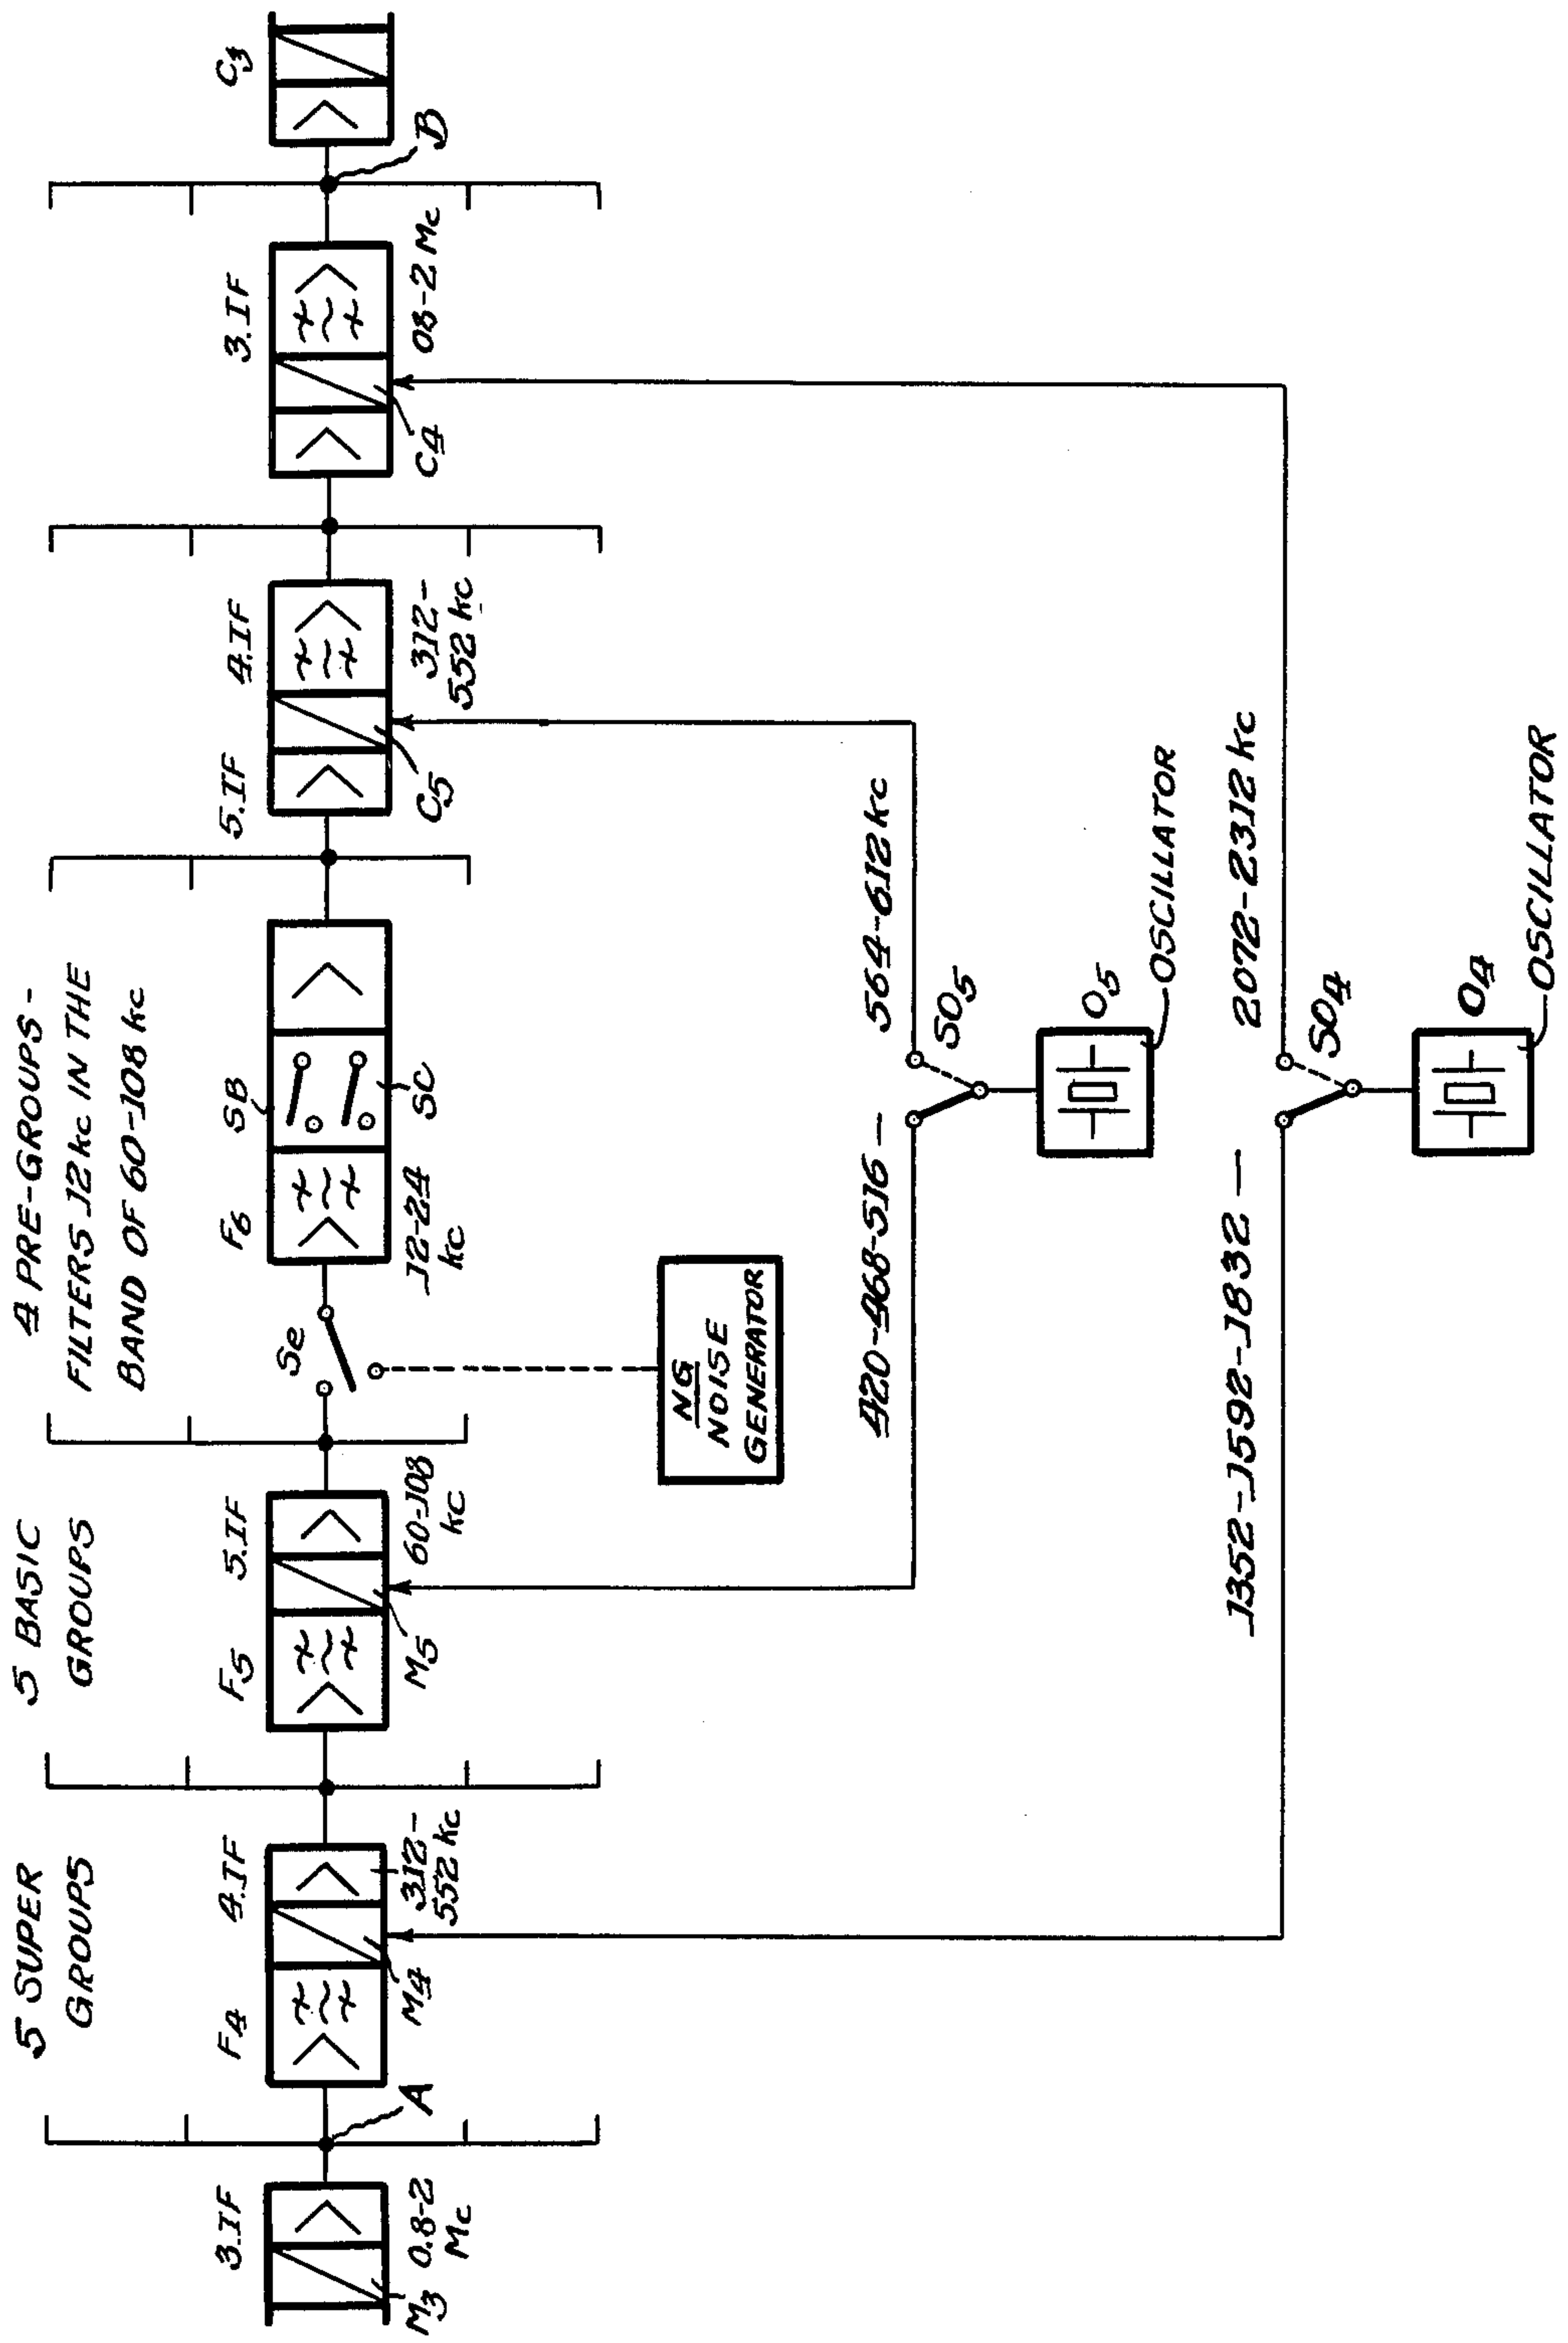 5 SUPER
GROUPS
5 BASIC
GROUPS
4 PRE-GROUPS-
FILTERS 12 kc IN THE
BAND OF 60-108 kc
3.IF
F4
4.IF
F5
5.IF
Se
F6
SB
5.IF
4.IF
3.IF
C3
M3
0.8-2
Mc
A
M4
312-
552 kc
M5
60-108
kc
12-24
kc
SC
C5
312-
552 kc
C4
08-2 Mc
B
NG
NOISE
GENERATOR
420-468-516-
564-612 kc
SO5
O5
OSCILLATOR
1352-1592-1832-
2072-2312 kc
SO4
O4
OSCILLATOR